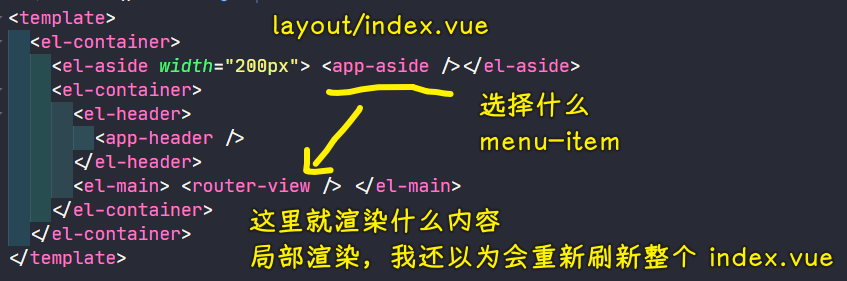 <template>
layout/index.vue
<el-container>
<el-aside width="200px"> <app-aside /></el-aside>
<el-container>
选择什么
<el-header>
menu-item
<app-header />
</el-header>
<el-main> <router-view /> </el-main>
</el-container>
这里就渲染什么内容
</el-container>
局部渲染，我还以为会重新刷新整个 index.vue
</template>